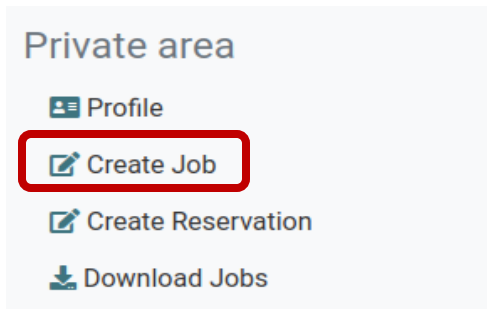 Private area
Profile
Create Job
Create Reservation
Download Jobs